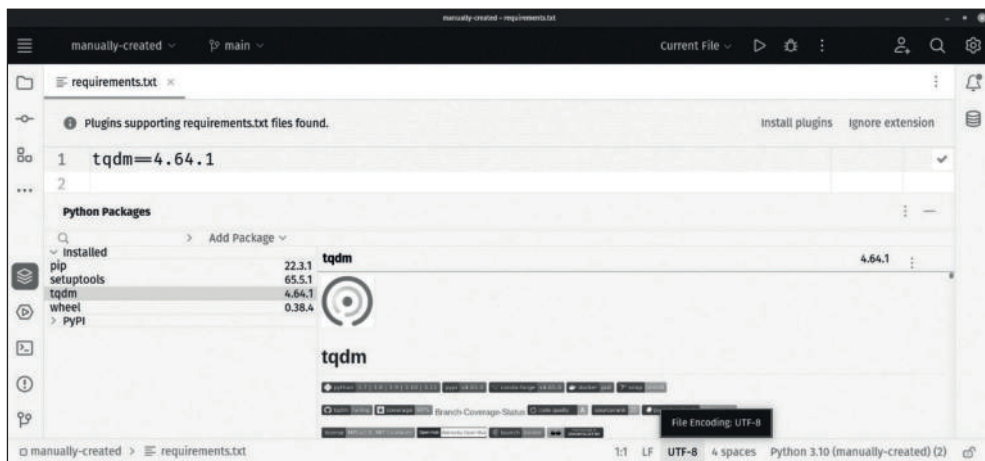 manually-created – requirements.txt
manually-created main Current File
requirements.txt
Plugins supporting requirements.txt files found. Install plugins Ignore extension
1 tqdm==4.64.1
2
Python Packages
Add Package
Installed
pip 22.3.1
setuptools 65.5.1
tqdm 4.64.1
wheel 0.38.4
PyPI
tqdm 4.64.1
tqdm
Branch-Coverage-Status
File Encoding: UTF-8
manually-created > requirements.txt 1:1 LF UTF-8 4 spaces Python 3.10 (manually-created) (2)